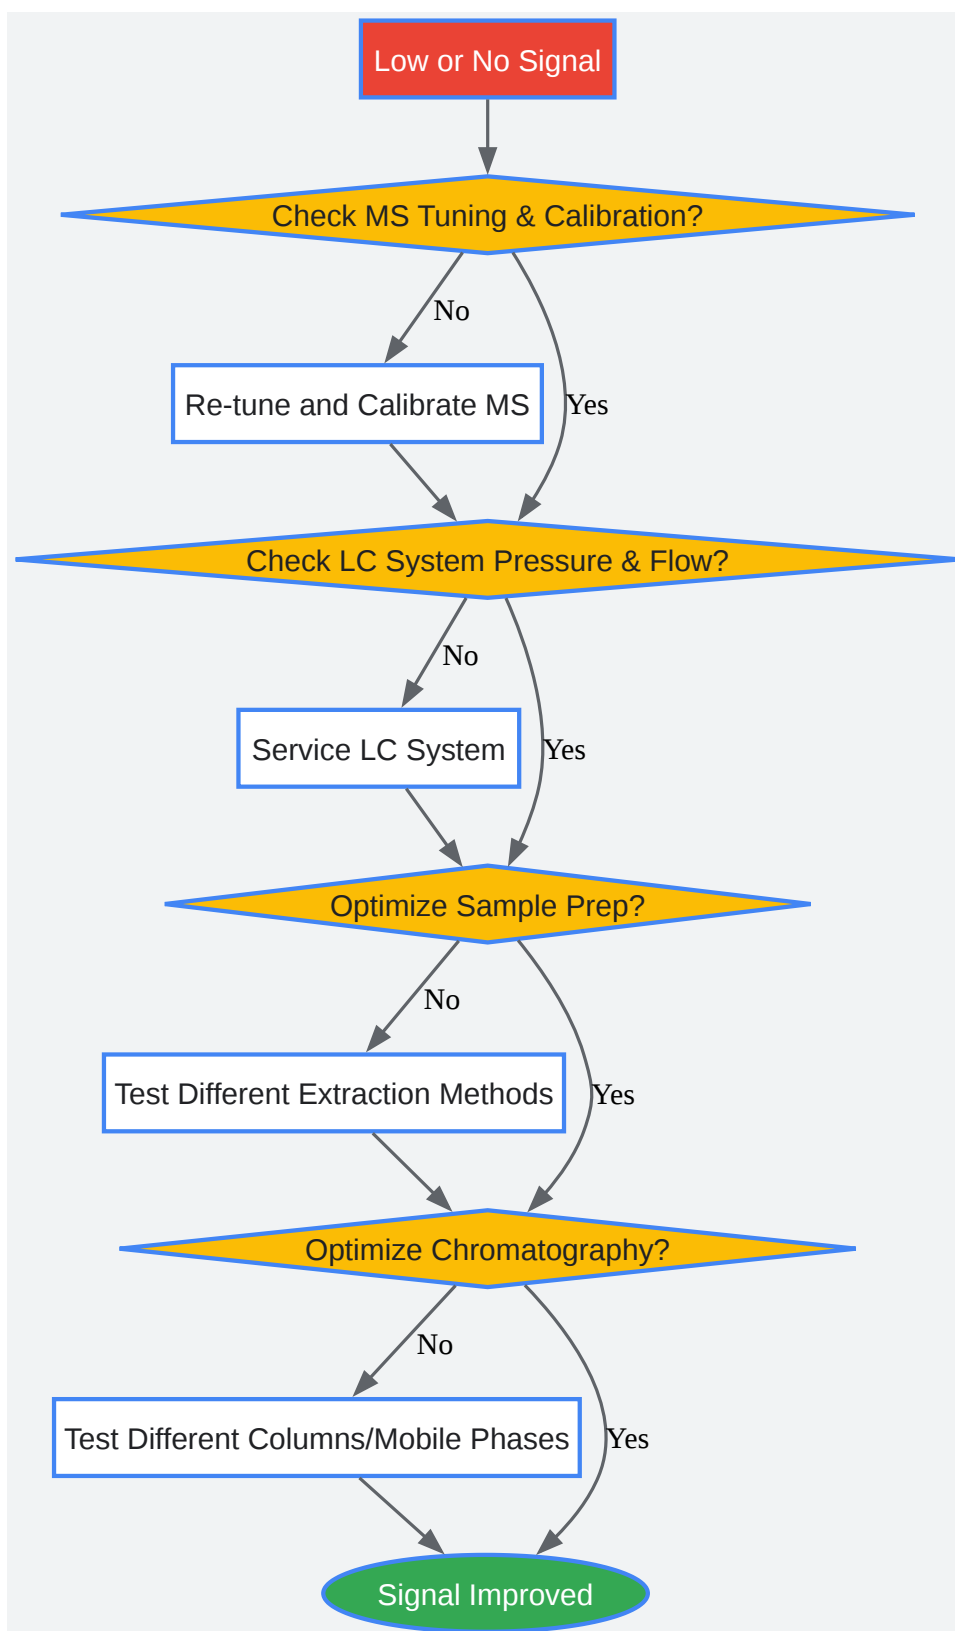 Low or No Signal
Check MS Tuning & Calibration?
No
Re-tune and Calibrate MS
Yes
Check LC System Pressure & Flow?
No
Service LC System
Yes
Optimize Sample Prep?
No
Test Different Extraction Methods
Yes
Optimize Chromatography?
No
Test Different Columns/Mobile Phases
Yes
Signal Improved